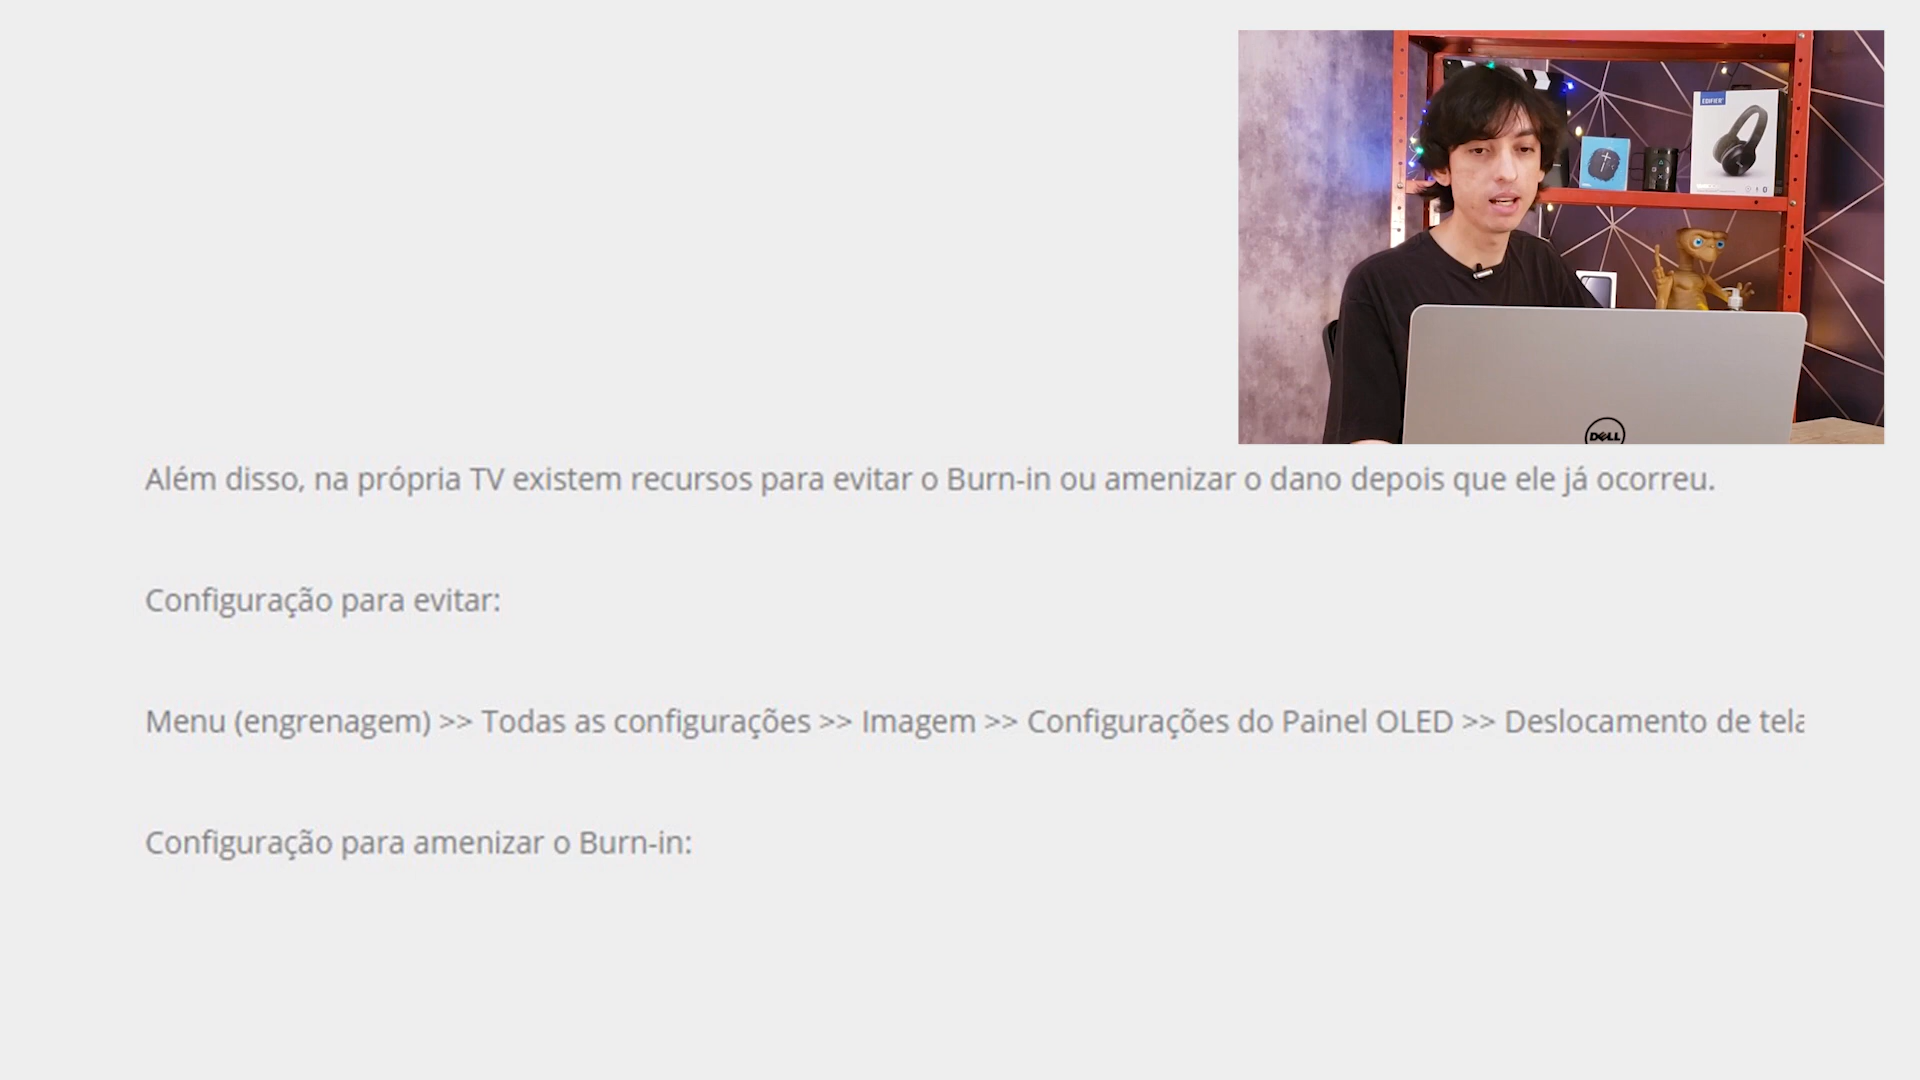 EDIFIER
DELL
Além disso, na própria TV existem recursos para evitar o Burn-in ou amenizar o dano depois que ele já ocorreu.
Configuração para evitar:
Menu (engrenagem) >> Todas as configurações >> Imagem >> Configurações do Painel OLED >> Deslocamento de tela
Configuração para amenizar o Burn-in: